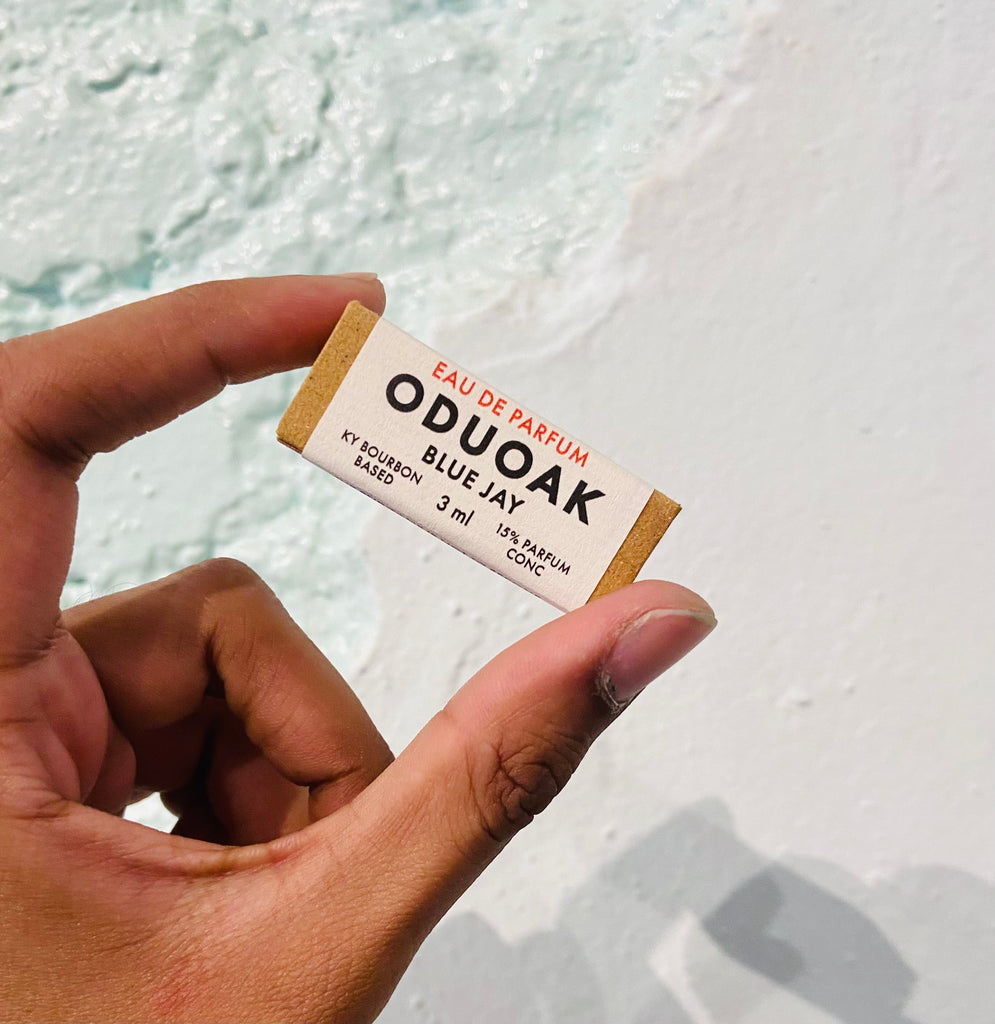 EAU DE PARFUM
ODUOAK
BLUE JAY
KY BOURBON
BASED
3 ml
15% PARFUM
CONC